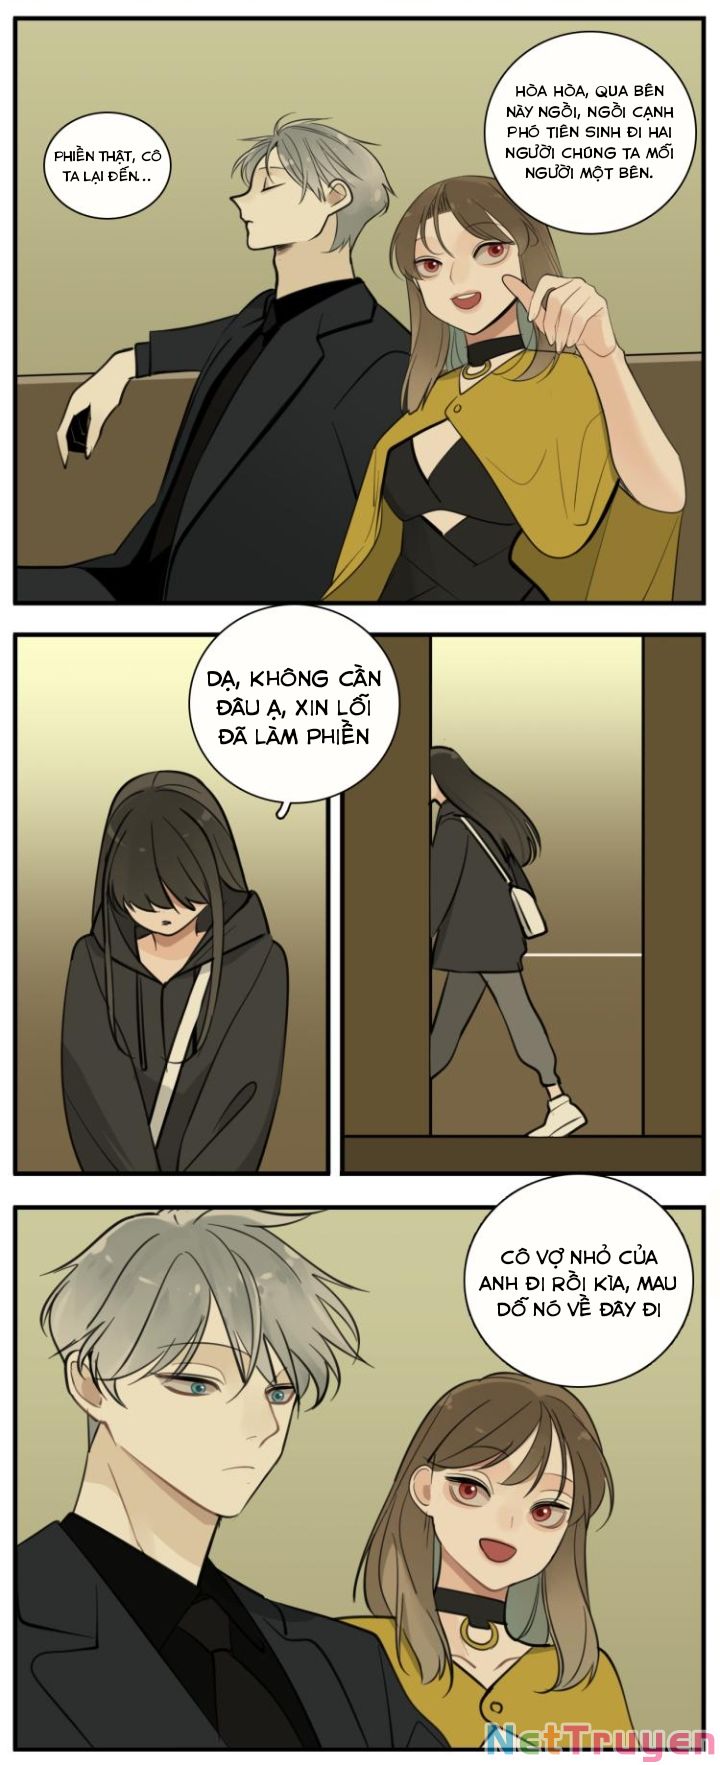 PHIỀN THẬT, CÔ
TA LẠI ĐẾN...
HÒA HÒA, QUA BÊN
NÀY NGỒI, NGỒI CẠNH
PHÓ TIÊN SINH ĐI HAI
NGƯỜI CHÚNG TA MỖI
NGƯỜI MỘT BÊN.
DẠ, KHÔNG CẦN
ĐÂU Ạ, XIN LỖI
ĐÃ LÀM PHIỀN
CÔ VỢ NHỎ CỦA
ANH ĐI RỒI KÌA, MAU
DỖ NÓ VỀ ĐÂY ĐI
NetTruyen